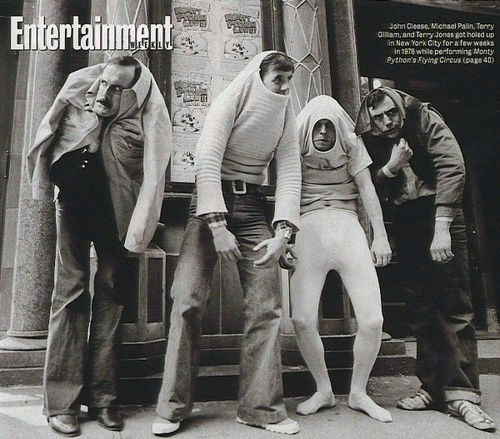 Entertainment
WEEKLY
John Cleese, Michael Palin, Terry
Gilliam, and Terry Jones got holed up
in New York City for a few weeks
in 1976 while performing Monty
Python's Flying Circus (page 40)